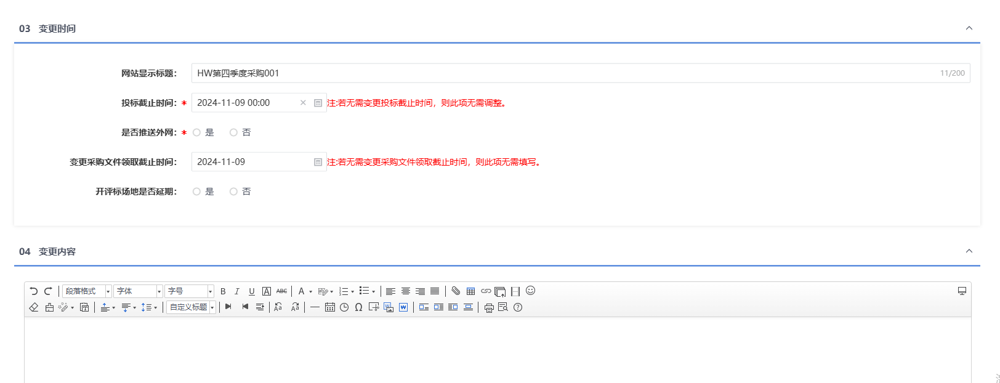 03 变更时间
网站显示标题： HW第四季度采购001 11/200
投标截止时间：* 2024-11-09 00:00 注:若无需变更投标截止时间，则此项无需调整。
是否推送外网：* 是 否
变更采购文件领取截止时间： 2024-11-09 注:若无需变更采购文件领取截止时间，则此项无需填写。
开评标场地是否延期： 是 否
04 变更内容
段落格式 字体 字号 B I U A ABC A
自定义标题